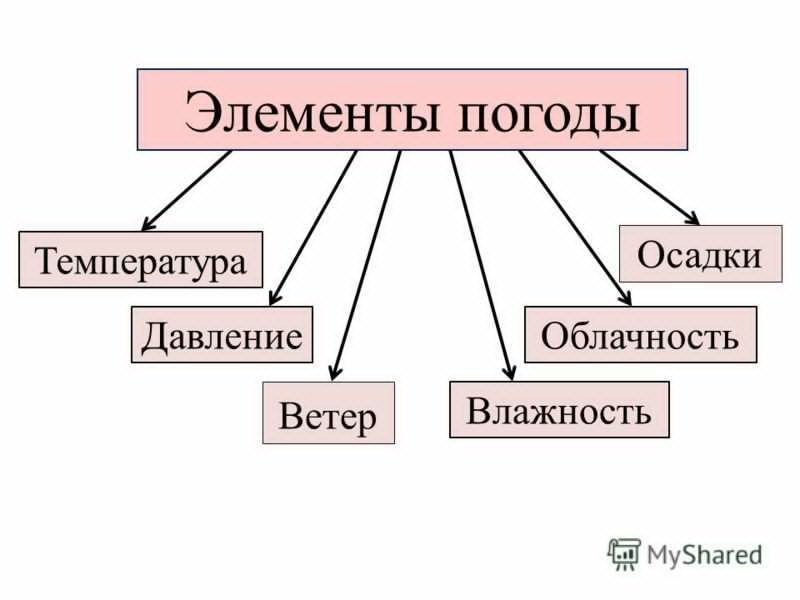 Элементы погоды
Температура
Осадки
Давление
Облачность
Ветер
Влажность
MyShared